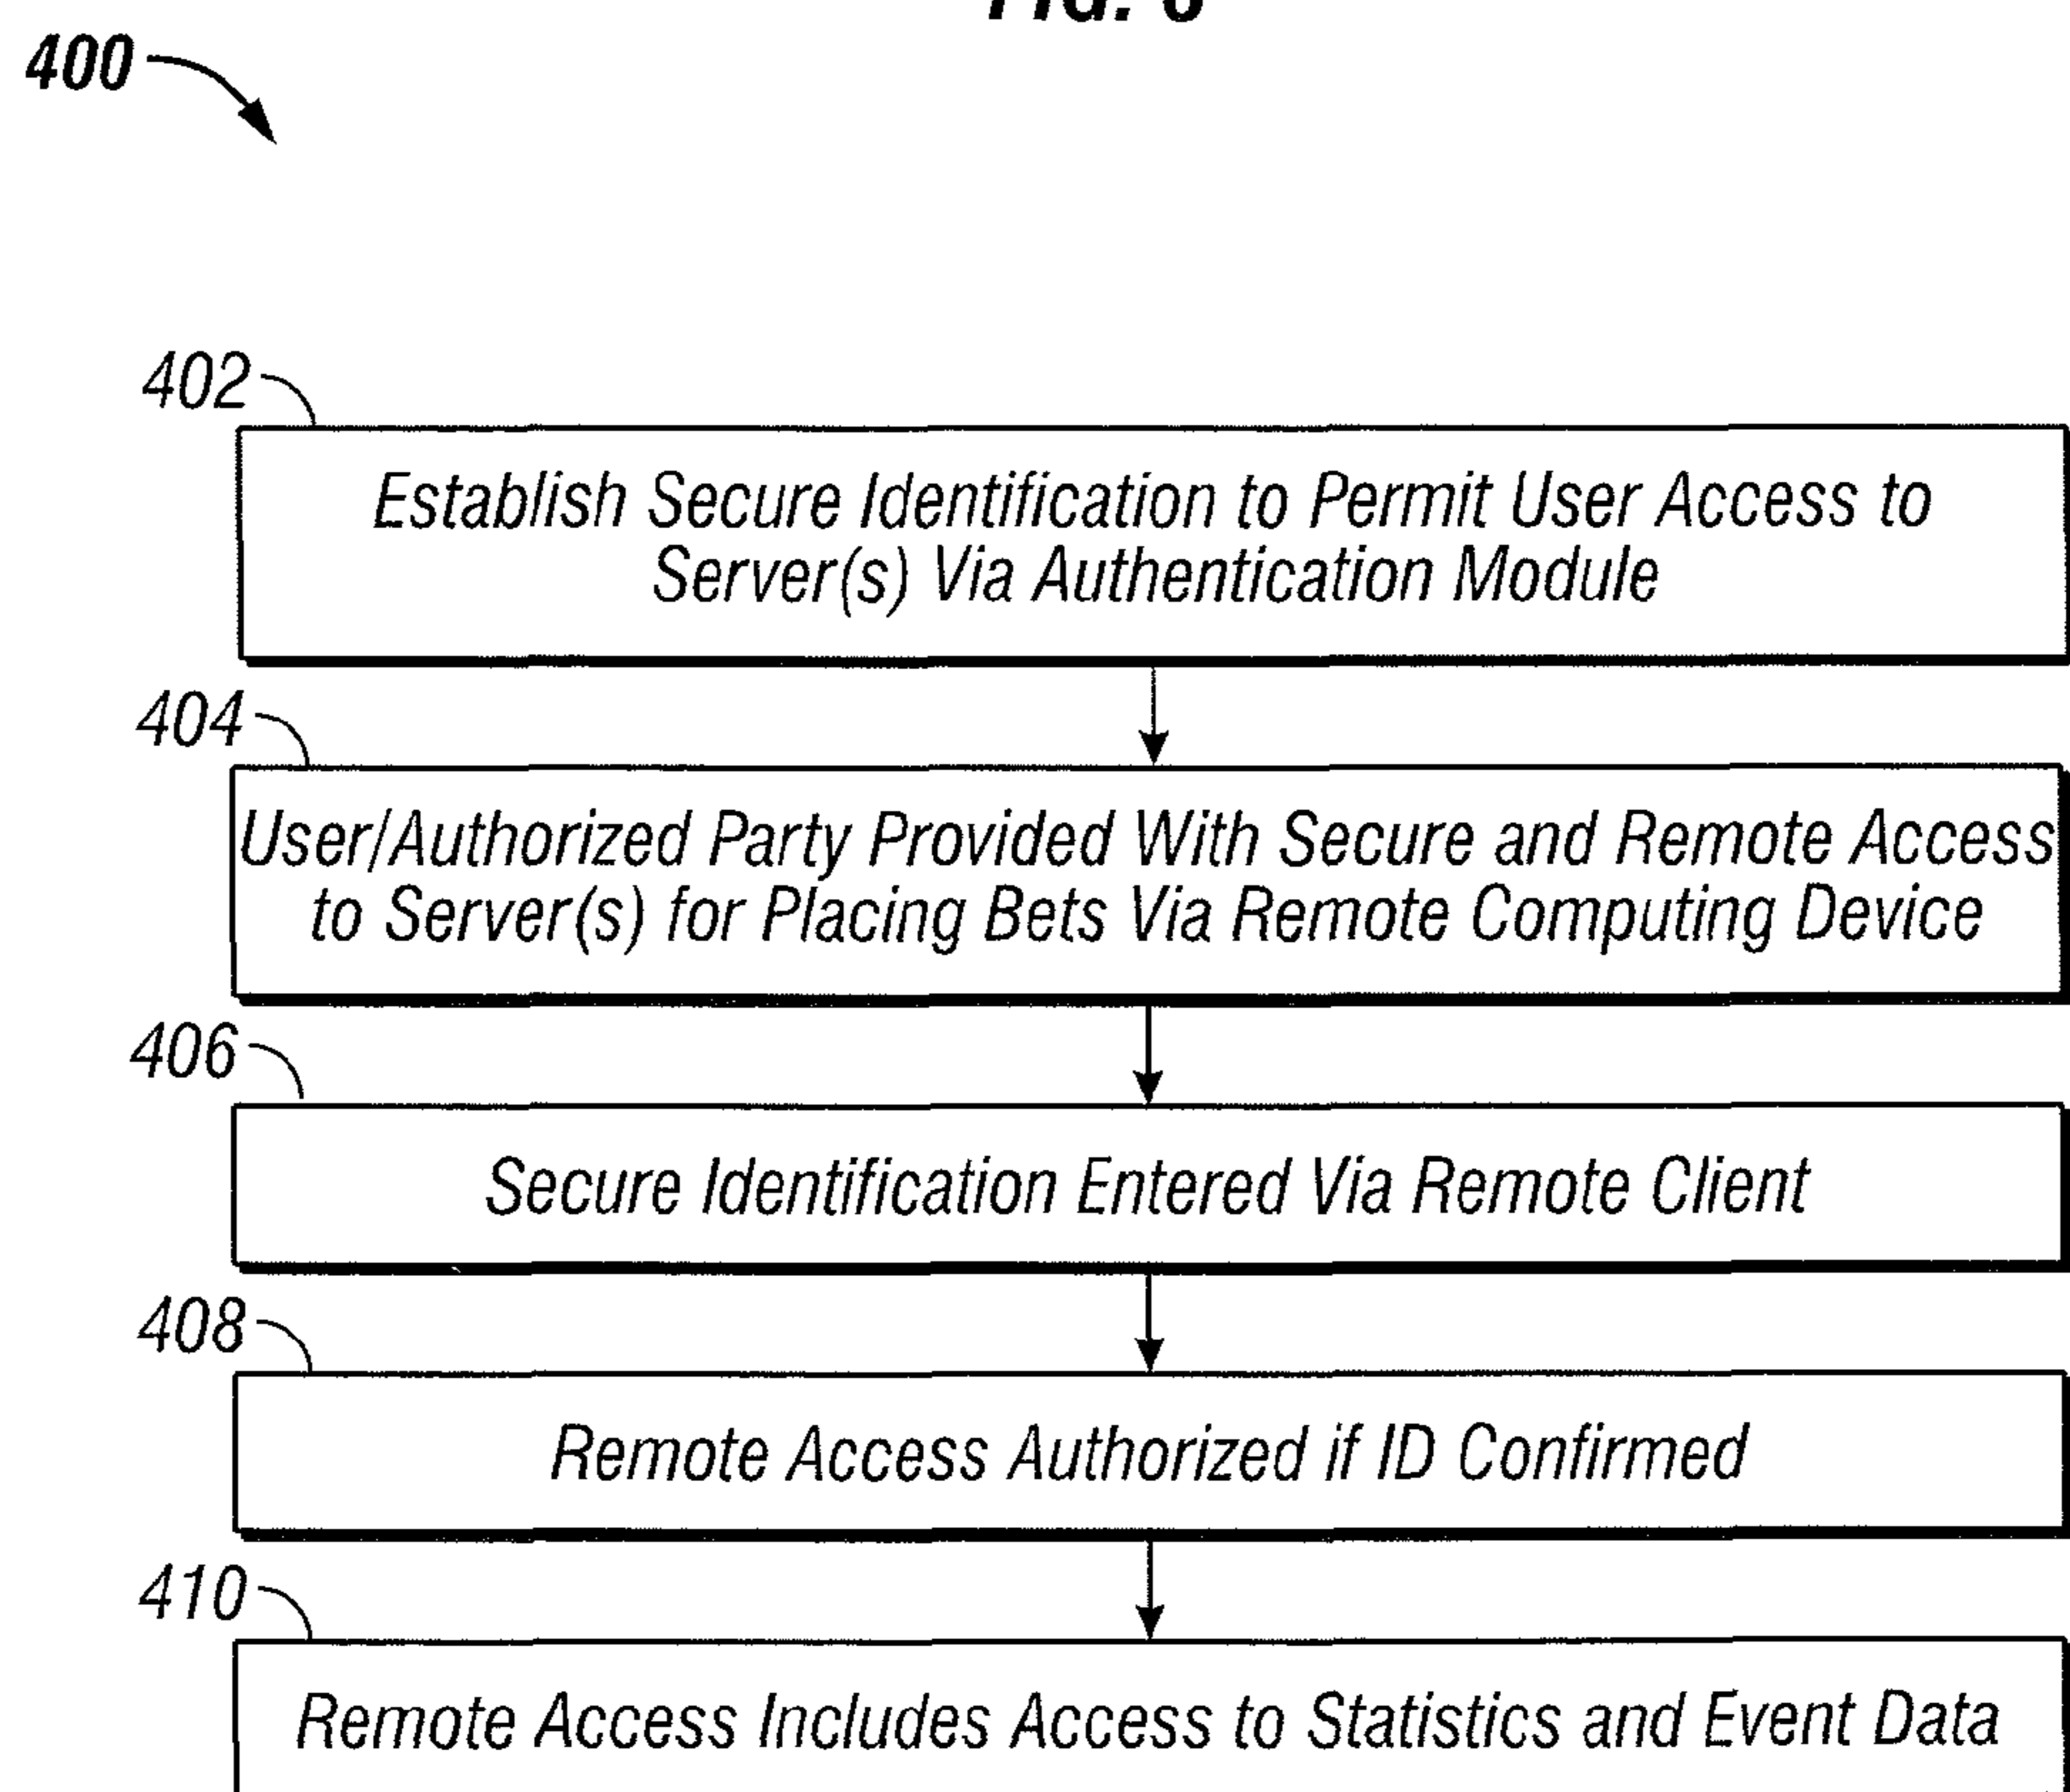 400
402
Establish Secure Identification to Permit User Access to
Server(s) Via Authentication Module
404
User/Authorized Party Provided With Secure and Remote Access
to Server(s) for Placing Bets Via Remote Computing Device
406
Secure Identification Entered Via Remote Client
408
Remote Access Authorized if ID Confirmed
410
Remote Access Includes Access to Statistics and Event Data